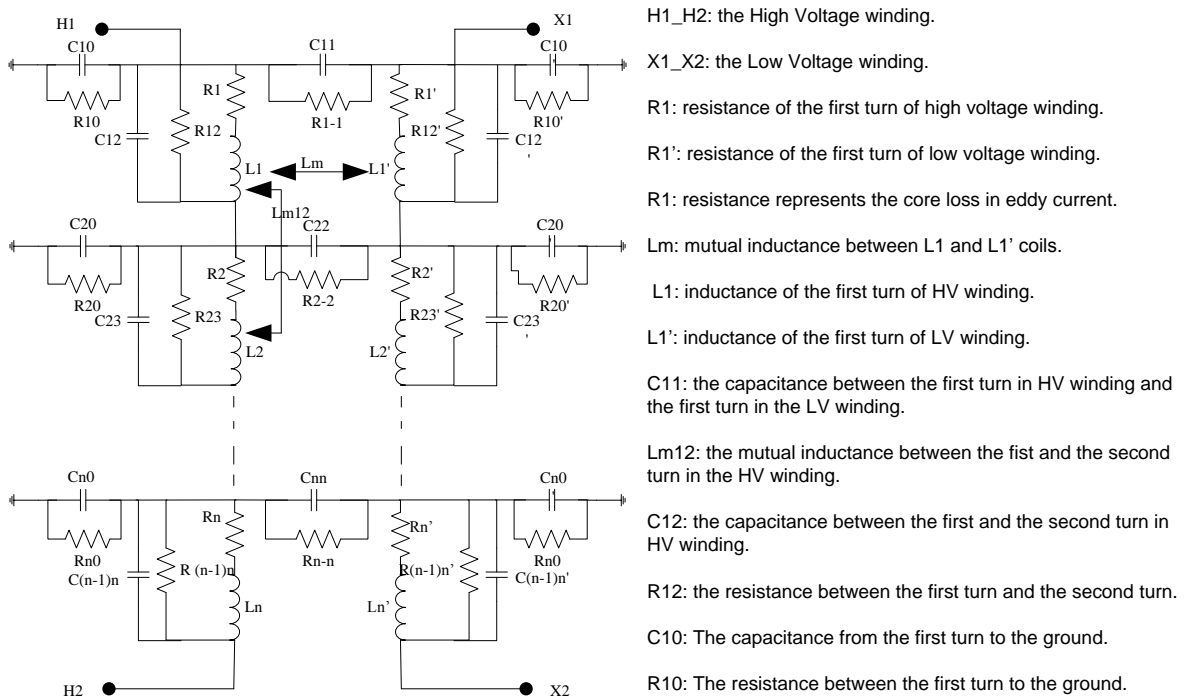 H1
X1
C10
C11
C10
'
R1
R1'
R10
R12
R1-1
R12'
R10'
C12
C12
'
L1
Lm
L1'
Lm12
C20
C22
C20
'
R2
R2'
R20
R2-2
R20'
C23
R23
R23'
C23
'
L2
L2'
Cn0
Cnn
Cn0
'
Rn
Rn’
Rn0
Rn-n
Rn0
C(n-1)n
R (n-1)n
R(n-1)n’
C(n-1)n'
Ln
Ln’
H2
X2
H1_H2: the High Voltage winding.
X1_X2: the Low Voltage winding.
R1: resistance of the first turn of high voltage winding.
R1’: resistance of the first turn of low voltage winding.
R1: resistance represents the core loss in eddy current.
Lm: mutual inductance between L1 and L1’ coils.
L1: inductance of the first turn of HV winding.
L1’: inductance of the first turn of LV winding.
C11: the capacitance between the first turn in HV winding and
the first turn in the LV winding.
Lm12: the mutual inductance between the fist and the second
turn in the HV winding.
C12: the capacitance between the first and the second turn in
HV winding.
R12: the resistance between the first turn and the second turn.
C10: The capacitance from the first turn to the ground.
R10: The resistance between the first turn to the ground.